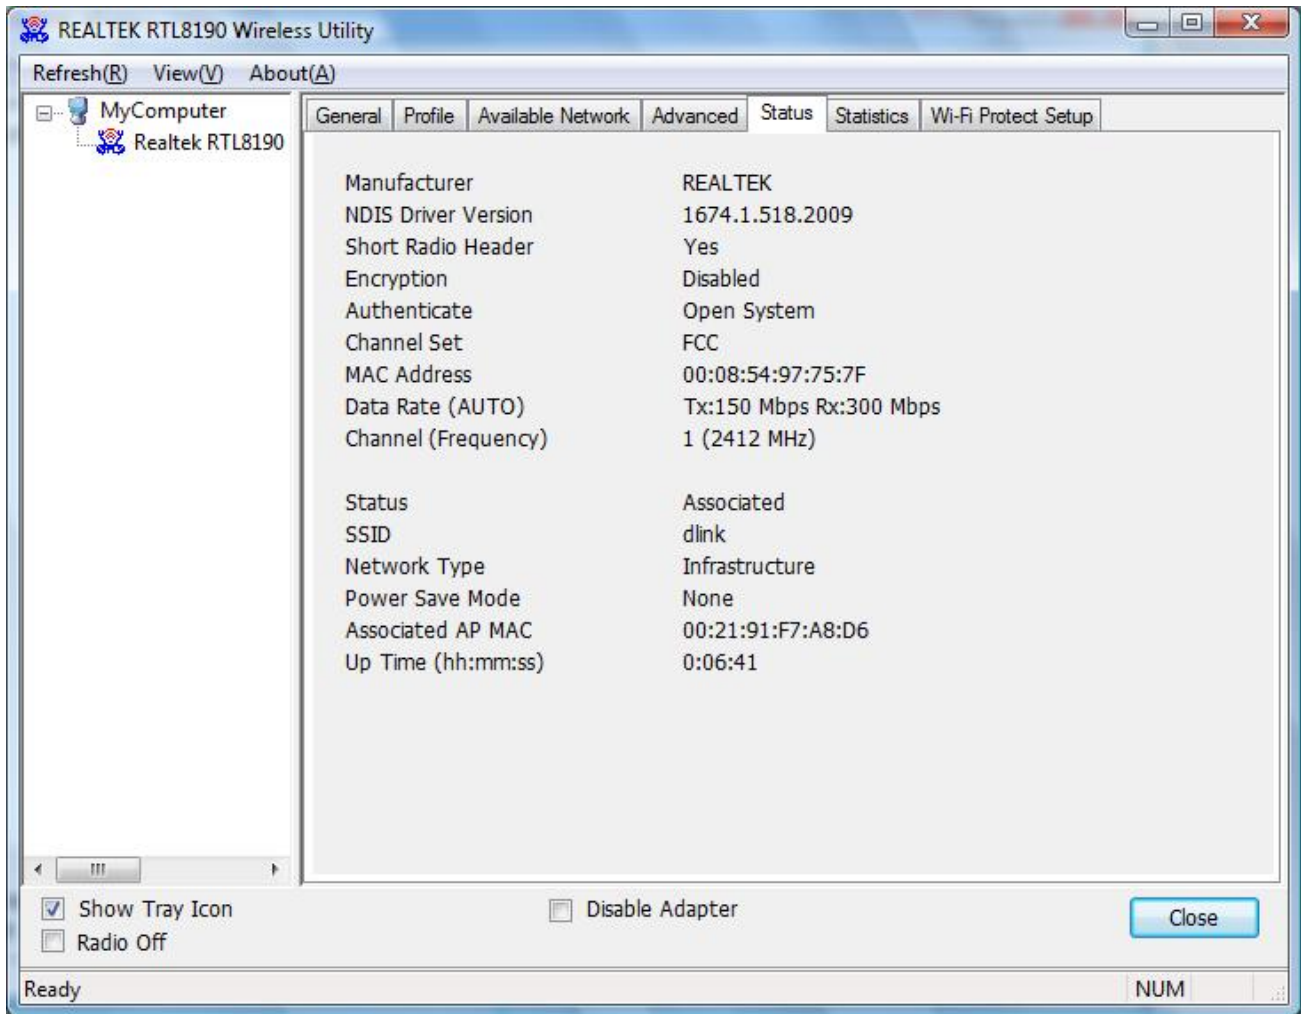 REALTEK RTL8190 Wireless Utility
Refresh(R) View(V) About(A)
MyComputer
Realtek RTL8190
General Profile Available Network Advanced Status Statistics Wi-Fi Protect Setup
Manufacturer REALTEK
NDIS Driver Version 1674.1.518.2009
Short Radio Header Yes
Encryption Disabled
Authenticate Open System
Channel Set FCC
MAC Address 00:08:54:97:75:7F
Data Rate (AUTO) Tx:150 Mbps Rx:300 Mbps
Channel (Frequency) 1 (2412 MHz)
Status Associated
SSID dlink
Network Type Infrastructure
Power Save Mode None
Associated AP MAC 00:21:91:F7:A8:D6
Up Time (hh:mm:ss) 0:06:41
Show Tray Icon Disable Adapter Close
Radio Off
Ready NUM